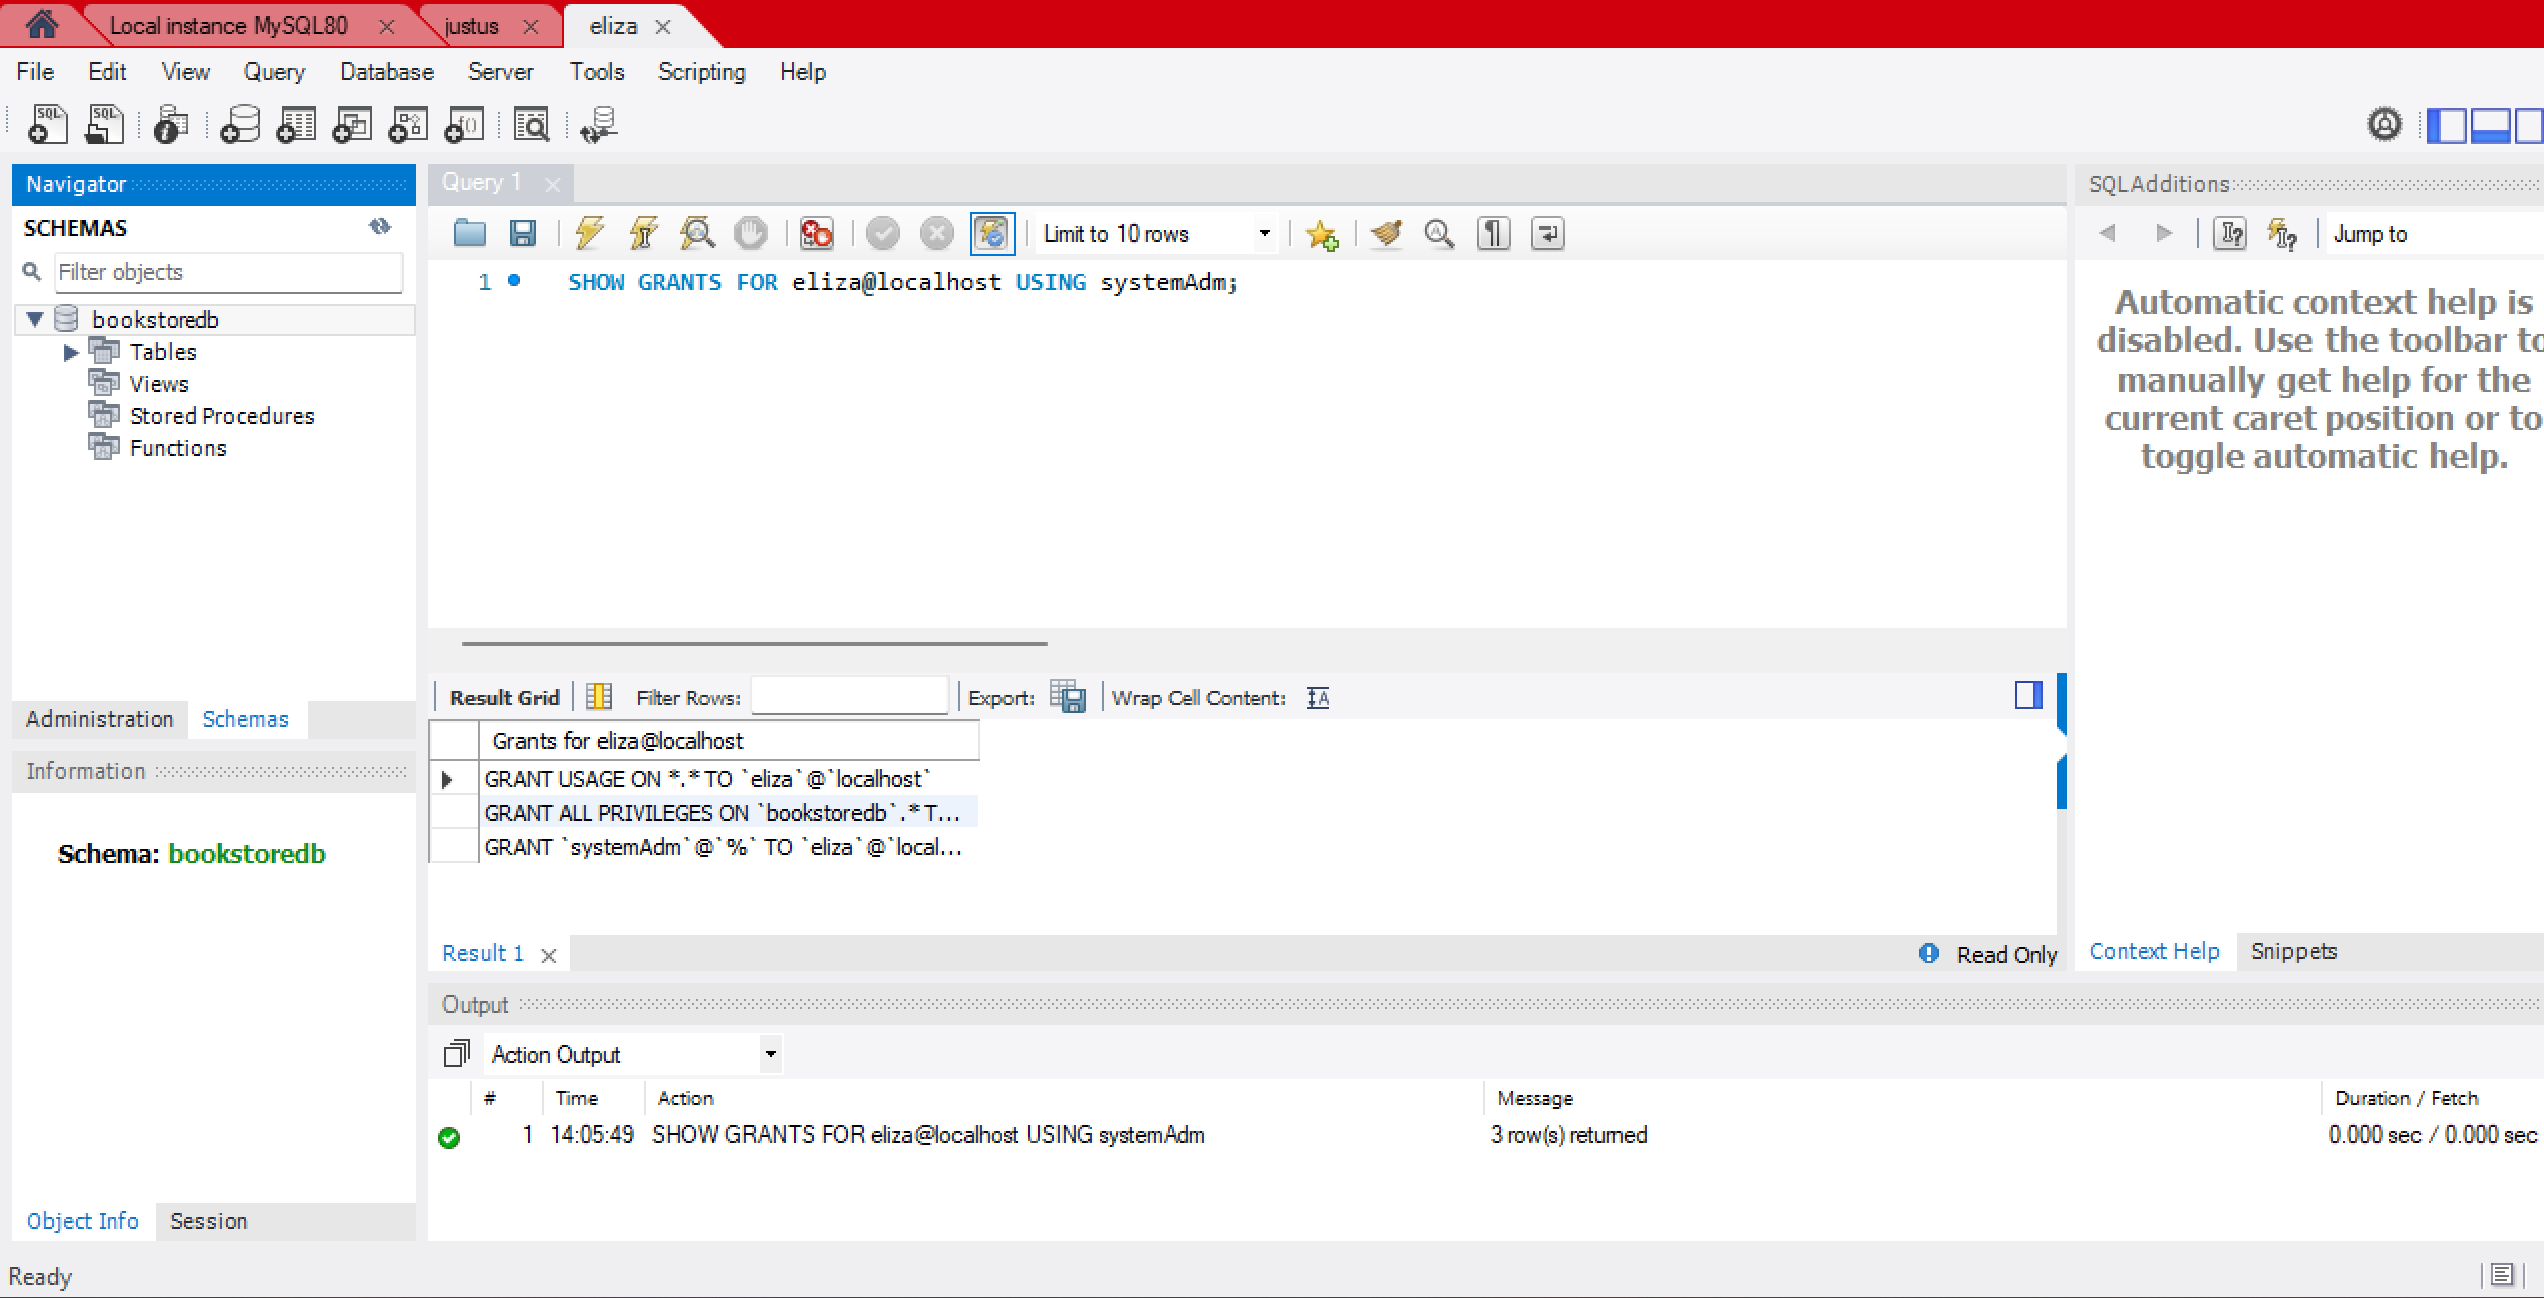 Local instance MySQL80 justus eliza
File Edit View Query Database Server Tools Scripting Help
Navigator
SCHEMAS
Filter objects
bookstoredb
Tables
Views
Stored Procedures
Functions
Administration Schemas
Information
Schema: bookstoredb
Object Info Session
Query 1
Limit to 10 rows
1 SHOW GRANTS FOR eliza@localhost USING systemAdm;
Result Grid Filter Rows: Export: Wrap Cell Content:
Grants for eliza@localhost
GRANT USAGE ON *.* TO `eliza`@`localhost`
GRANT ALL PRIVILEGES ON `bookstoredb`.* T...
GRANT `systemAdm`@`%` TO `eliza`@`local...
Result 1 Read Only
SQLAdditions
Jump to
Automatic context help is
disabled. Use the toolbar to
manually get help for the
current caret position or to
toggle automatic help.
Context Help Snippets
Output
Action Output
# Time Action Message Duration / Fetch
1 14:05:49 SHOW GRANTS FOR eliza@localhost USING systemAdm 3 row(s) returned 0.000 sec / 0.000 sec
Ready